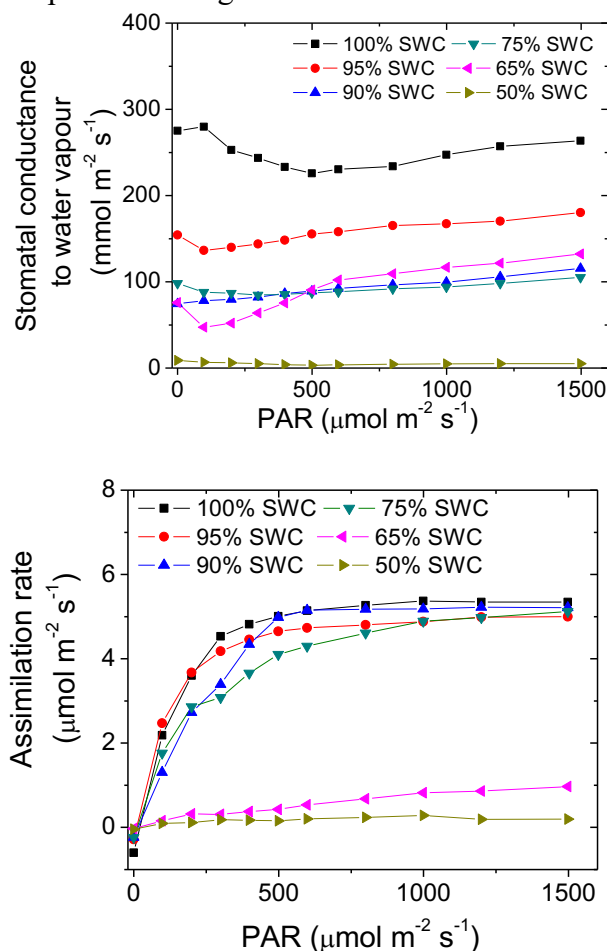 100% SWC 75% SWC
95% SWC 65% SWC
90% SWC 50% SWC
400
300
200
100
0
Stomatal conductance
to water vapour
(mmol m⁻² s⁻¹)
0 500 1000 1500
PAR (μmol m⁻² s⁻¹)
8
6
4
2
0
100% SWC 75% SWC
95% SWC 65% SWC
90% SWC 50% SWC
Assimilation rate
(μmol m⁻² s⁻¹)
0 500 1000 1500
PAR (μmol m⁻² s⁻¹)